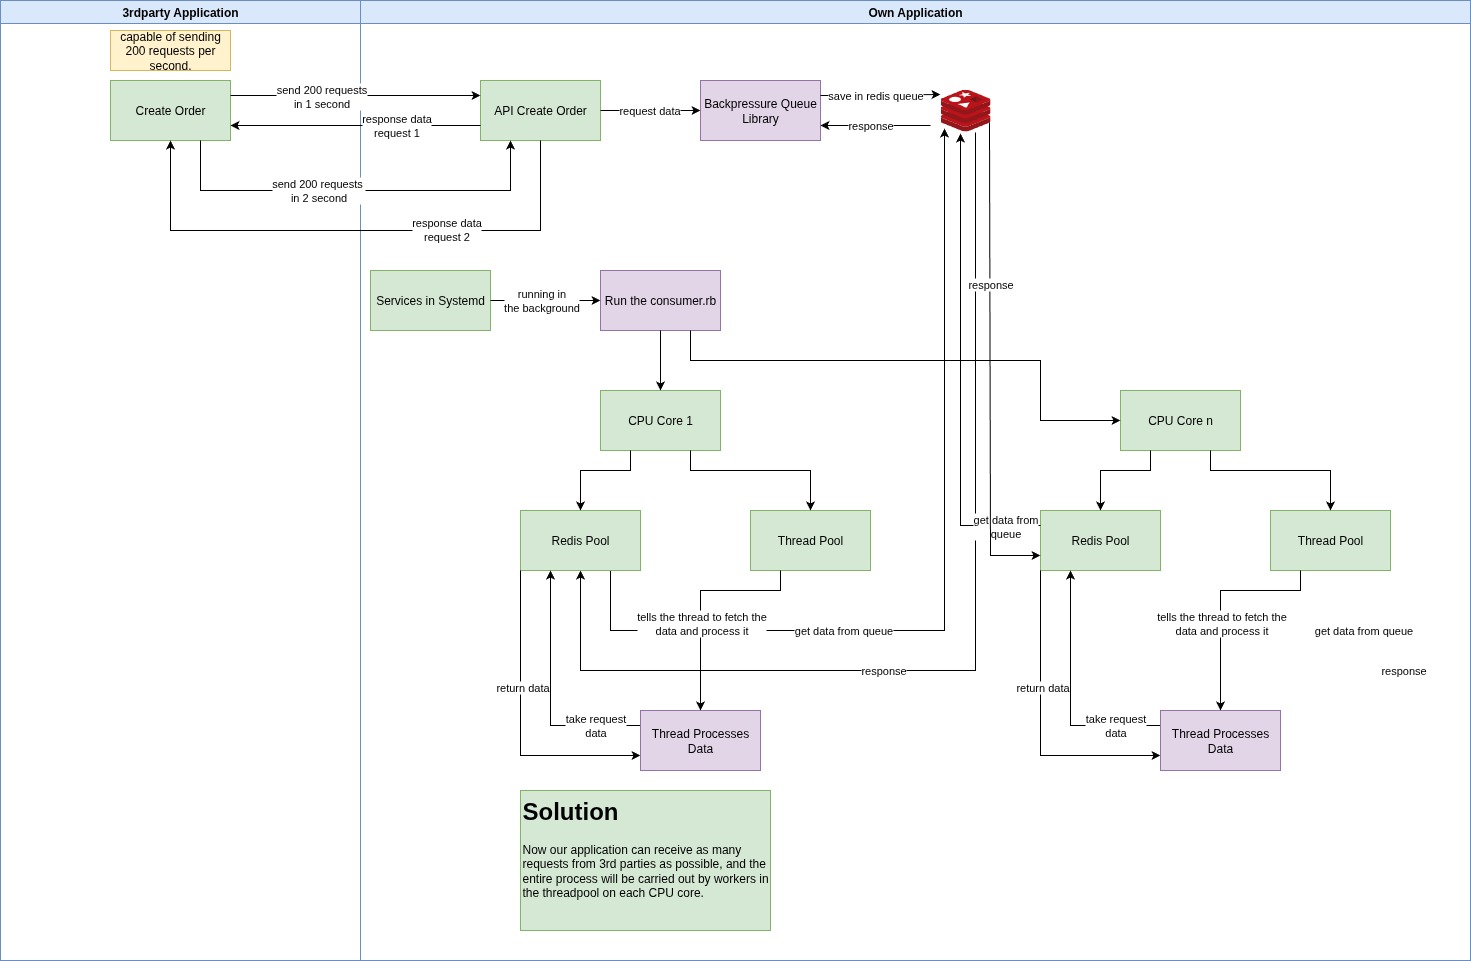 3rdparty Application
Own Application
capable of sending
200 requests per
second.
Create Order
send 200 requests
in 1 second
response data
request 1
API Create Order
request data
Backpressure Queue
Library
save in redis queue
response
send 200 requests
in 2 second
response data
request 2
Services in Systemd
running in
the background
Run the consumer.rb
response
CPU Core 1
CPU Core n
Redis Pool
Thread Pool
get data from
queue
Redis Pool
Thread Pool
tells the thread to fetch the
data and process it
get data from queue
tells the thread to fetch the
data and process it
get data from queue
response
response
return data
return data
take request
data
Thread Processes
Data
take request
data
Thread Processes
Data
Solution
Now our application can receive as many
requests from 3rd parties as possible, and the
entire process will be carried out by workers in
the threadpool on each CPU core.